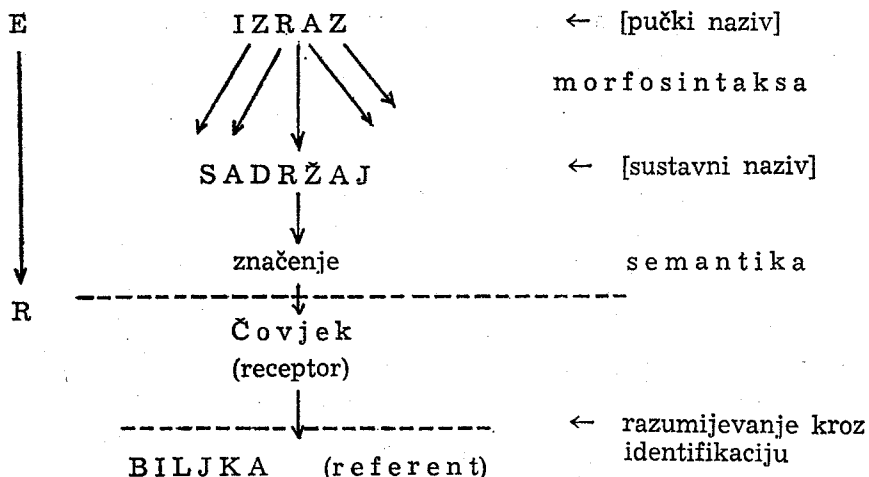 E IZRAZ ← [pučki naziv]
morfosintaksa
SADRŽAJ ← [sustavni naziv]
značenje semantika
R
Čovjek
(receptor)
← razumijevanje kroz
identifikaciju
BILJKA (referent)